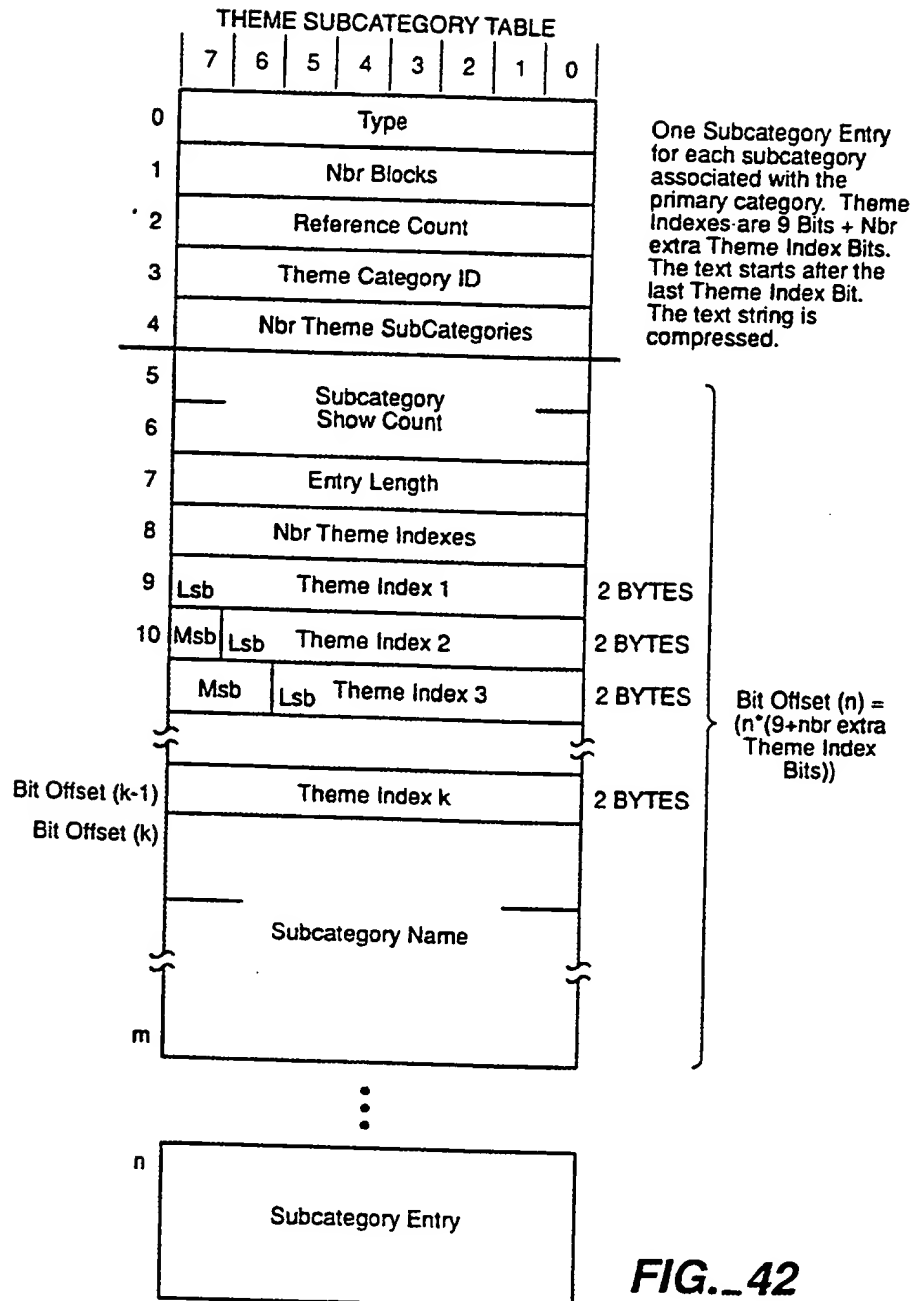 THEME SUBCATEGORY TABLE
7 6 5 4 3 2 1 0
0 Type
1 Nbr Blocks
2 Reference Count
3 Theme Category ID
4 Nbr Theme SubCategories
5
6
Subcategory
Show Count
7 Entry Length
8 Nbr Theme Indexes
9 Lsb Theme Index 1 2 BYTES
10 Msb Lsb Theme Index 2 2 BYTES
Msb Lsb Theme Index 3 2 BYTES
Bit Offset (k-1) Theme Index k 2 BYTES
Bit Offset (k)
Subcategory Name
m
n
Subcategory Entry
One Subcategory Entry
for each subcategory
associated with the
primary category. Theme
Indexes are 9 Bits + Nbr
extra Theme Index Bits.
The text starts after the
last Theme Index Bit.
The text string is
compressed.
Bit Offset (n) =
(n*(9+nbr extra
Theme Index
Bits))
FIG._42